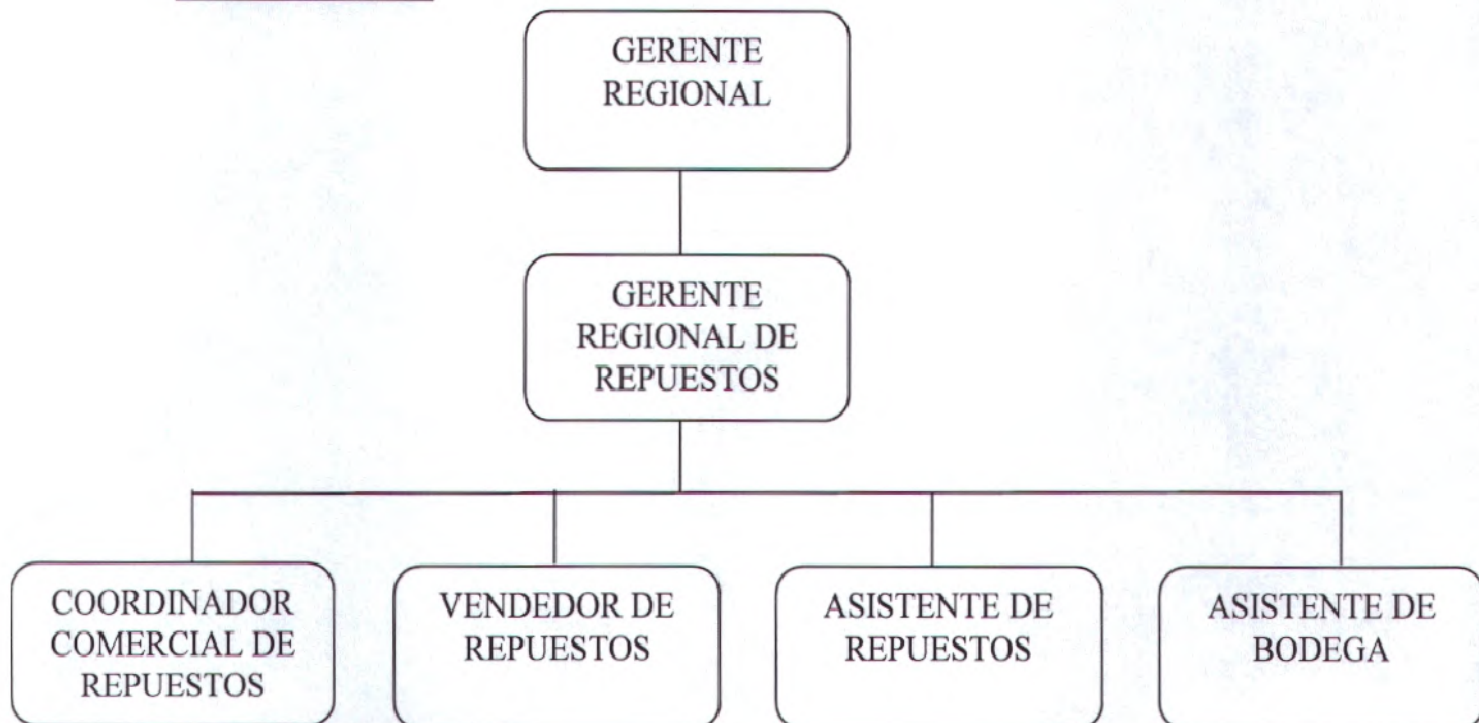 GERENTE
REGIONAL
GERENTE
REGIONAL DE
REPUESTOS
COORDINADOR
COMERCIAL DE
REPUESTOS
VENDEDOR DE
REPUESTOS
ASISTENTE DE
REPUESTOS
ASISTENTE DE
BODEGA